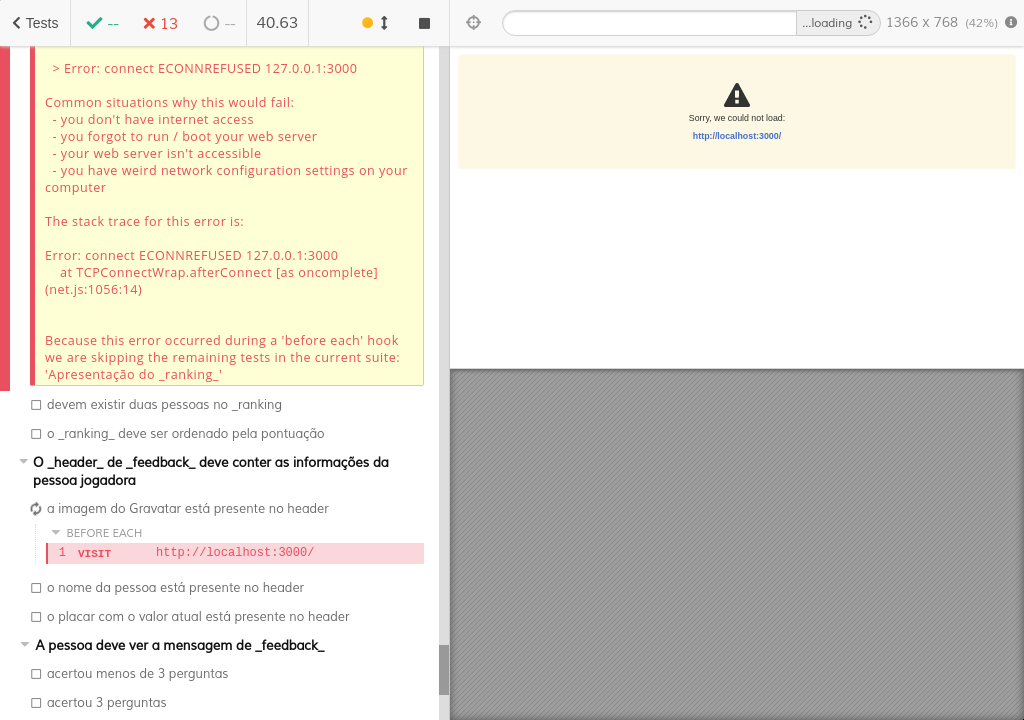 Tests
--
13
--
40.63
...loading
1366 x 768 (42%)
> Error: connect ECONNREFUSED 127.0.0.1:3000
Common situations why this would fail:
- you don't have internet access
- you forgot to run / boot your web server
- your web server isn't accessible
- you have weird network configuration settings on your
computer
The stack trace for this error is:
Error: connect ECONNREFUSED 127.0.0.1:3000
at TCPConnectWrap.afterConnect [as oncomplete]
(net.js:1056:14)
Because this error occurred during a 'before each' hook
we are skipping the remaining tests in the current suite:
'Apresentação do _ranking_'
devem existir duas pessoas no _ranking
o _ranking_ deve ser ordenado pela pontuação
O _header_ de _feedback_ deve conter as informações da
pessoa jogadora
a imagem do Gravatar está presente no header
BEFORE EACH
1 VISIT http://localhost:3000/
o nome da pessoa está presente no header
o placar com o valor atual está presente no header
A pessoa deve ver a mensagem de _feedback_
acertou menos de 3 perguntas
acertou 3 perguntas
Sorry, we could not load:
http://localhost:3000/